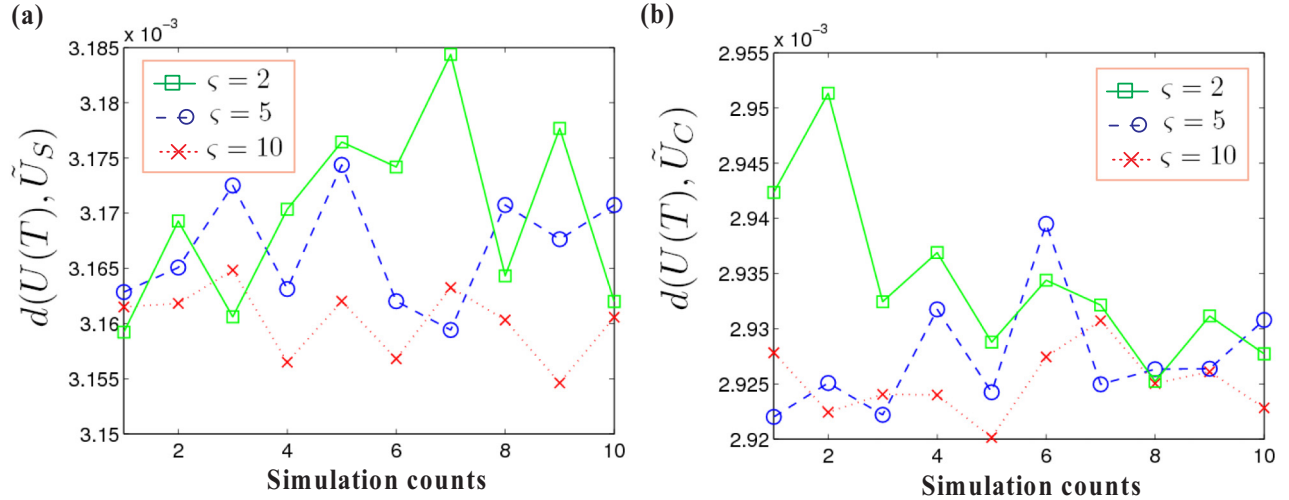 (a)
x 10⁻³
3.185
3.18
3.175
3.17
3.165
3.16
3.155
3.15
d(U(T), Ũ_S)
ς = 2
ς = 5
ς = 10
2 4 6 8 10
Simulation counts
(b)
x 10⁻³
2.955
2.95
2.945
2.94
2.935
2.93
2.925
2.92
d(U(T), Ũ_C)
ς = 2
ς = 5
ς = 10
2 4 6 8 10
Simulation counts